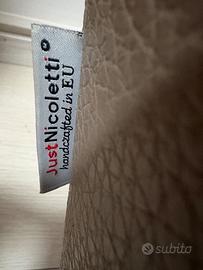 JustNicoletti
handcrafted in EU
subito